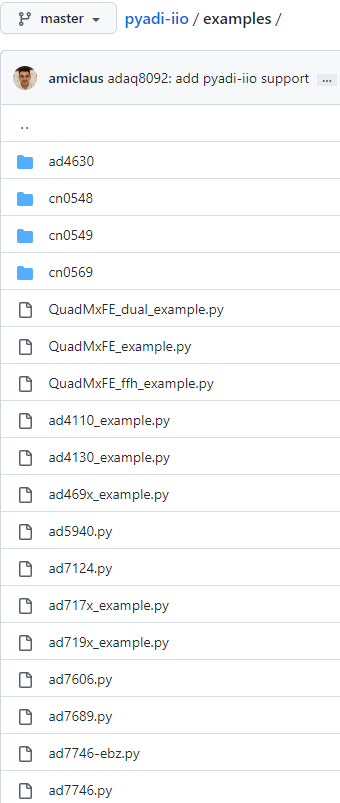 master pyadi-iio / examples /
amiclaus adaq8092: add pyadi-iio support ...
..
ad4630
cn0548
cn0549
cn0569
QuadMxFE_dual_example.py
QuadMxFE_example.py
QuadMxFE_ffh_example.py
ad4110_example.py
ad4130_example.py
ad469x_example.py
ad5940.py
ad7124.py
ad717x_example.py
ad719x_example.py
ad7606.py
ad7689.py
ad7746-ebz.py
ad7746.py